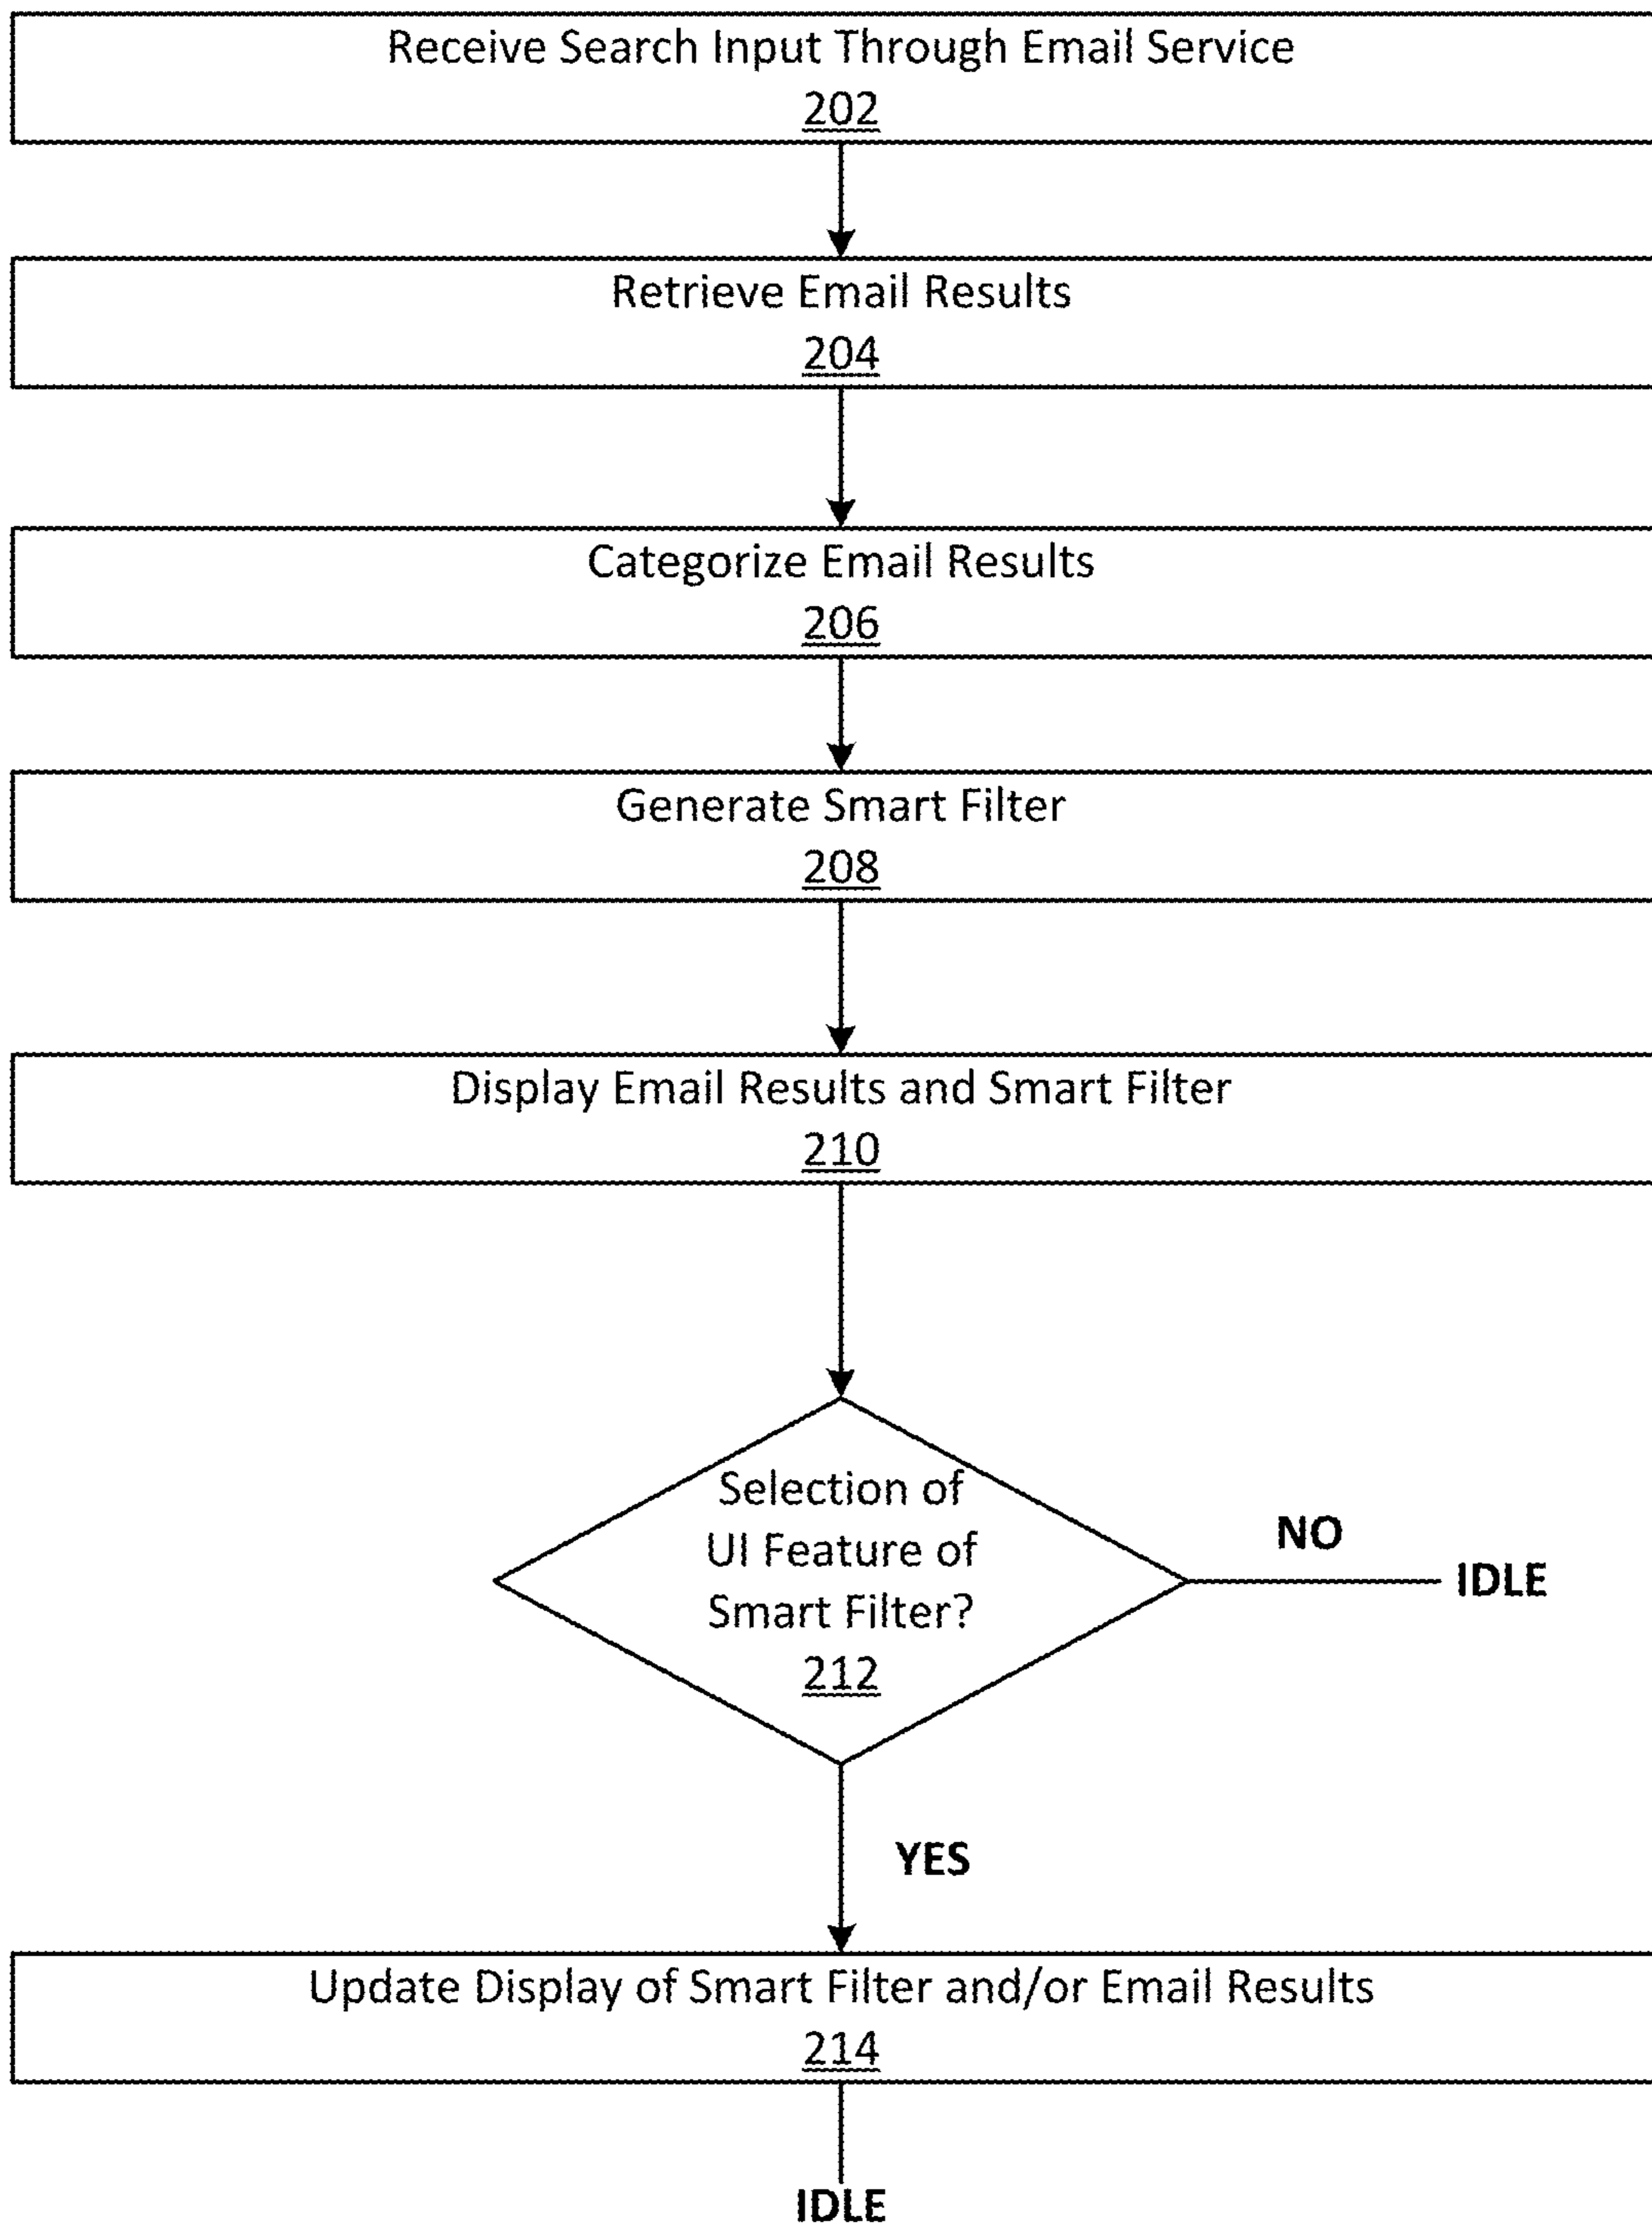 Receive Search Input Through Email Service
202
Retrieve Email Results
204
Categorize Email Results
206
Generate Smart Filter
208
Display Email Results and Smart Filter
210
Selection of
UI Feature of
Smart Filter?
212
NO
IDLE
YES
Update Display of Smart Filter and/or Email Results
214
IDLE